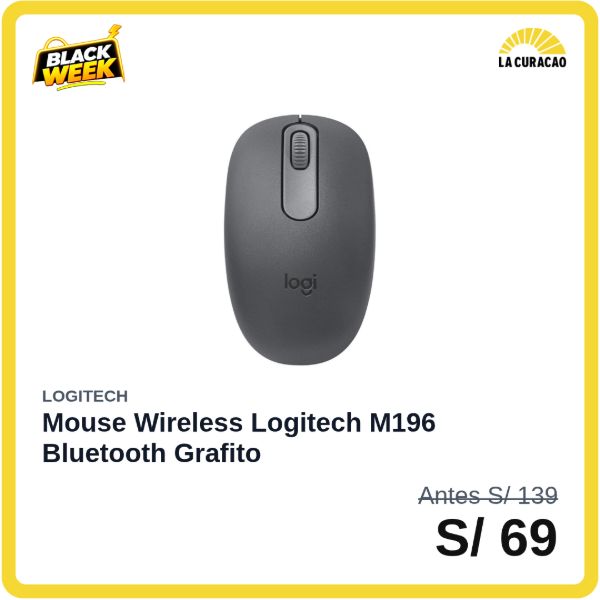 BLACK
WEEK
LA CURACAO
logi
LOGITECH
Mouse Wireless Logitech M196
Bluetooth Grafito
Antes S/ 139
S/ 69